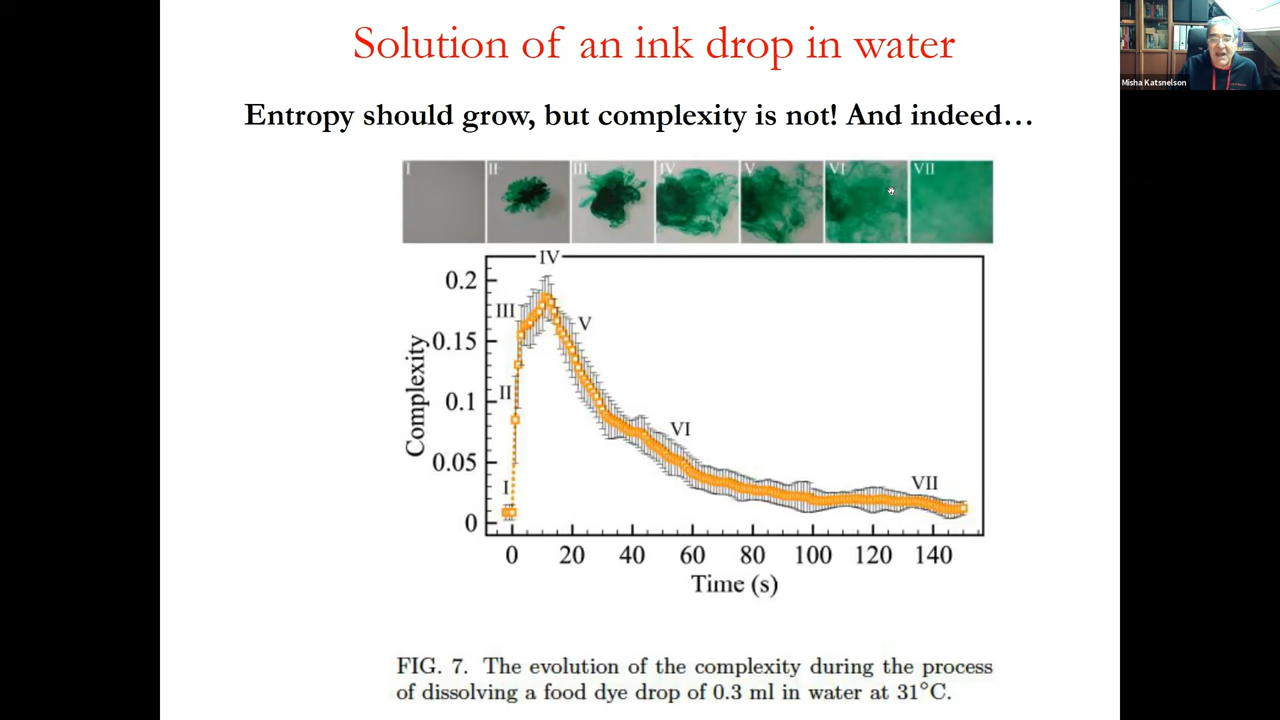 Solution of an ink drop in water
Misha Katsnelson
Entropy should grow, but complexity is not! And indeed…
I II III IV V VI VII
IV
0.2
III
V
0.15
Complexity
II
0.1
VI
0.05
I
VII
0
0 20 40 60 80 100 120 140
Time (s)
FIG. 7. The evolution of the complexity during the process
of dissolving a food dye drop of 0.3 ml in water at 31°C.